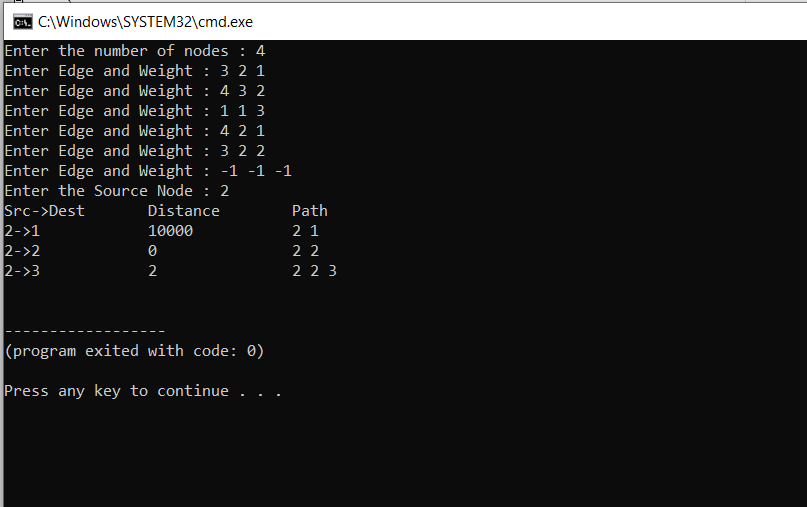 C:\Windows\SYSTEM32\cmd.exe
Enter the number of nodes : 4
Enter Edge and Weight : 3 2 1
Enter Edge and Weight : 4 3 2
Enter Edge and Weight : 1 1 3
Enter Edge and Weight : 4 2 1
Enter Edge and Weight : 3 2 2
Enter Edge and Weight : -1 -1 -1
Enter the Source Node : 2
Src->Dest Distance Path
2->1 10000 2 1
2->2 0 2 2
2->3 2 2 2 3
------------------
(program exited with code: 0)
Press any key to continue . . .